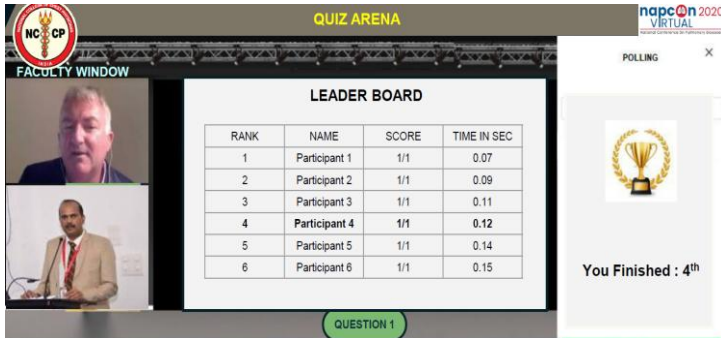 QUIZ ARENA
napcon 2020
VIRTUAL
NC CP
INDIA
FACULTY WINDOW
LEADER BOARD
RANK NAME SCORE TIME IN SEC
1 Participant 1 1/1 0.07
2 Participant 2 1/1 0.09
3 Participant 3 1/1 0.11
4 Participant 4 1/1 0.12
5 Participant 5 1/1 0.14
6 Participant 6 1/1 0.15
QUESTION 1
POLLING
×
You Finished : 4th